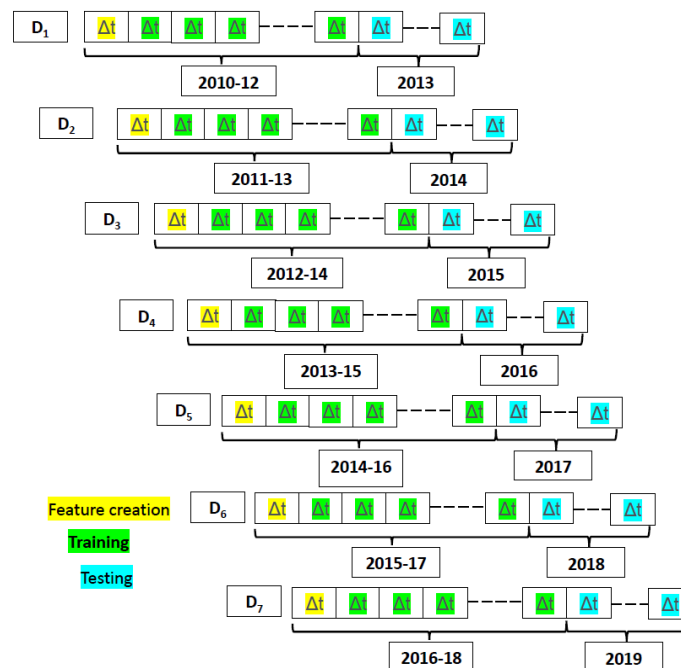 D1 Δt Δt Δt Δt Δt Δt Δt
2010-12 2013
D2 Δt Δt Δt Δt Δt Δt Δt
2011-13 2014
D3 Δt Δt Δt Δt Δt Δt Δt
2012-14 2015
D4 Δt Δt Δt Δt Δt Δt Δt
2013-15 2016
D5 Δt Δt Δt Δt Δt Δt Δt
2014-16 2017
Feature creation
Training
Testing
D6 Δt Δt Δt Δt Δt Δt Δt
2015-17 2018
D7 Δt Δt Δt Δt Δt Δt Δt
2016-18 2019